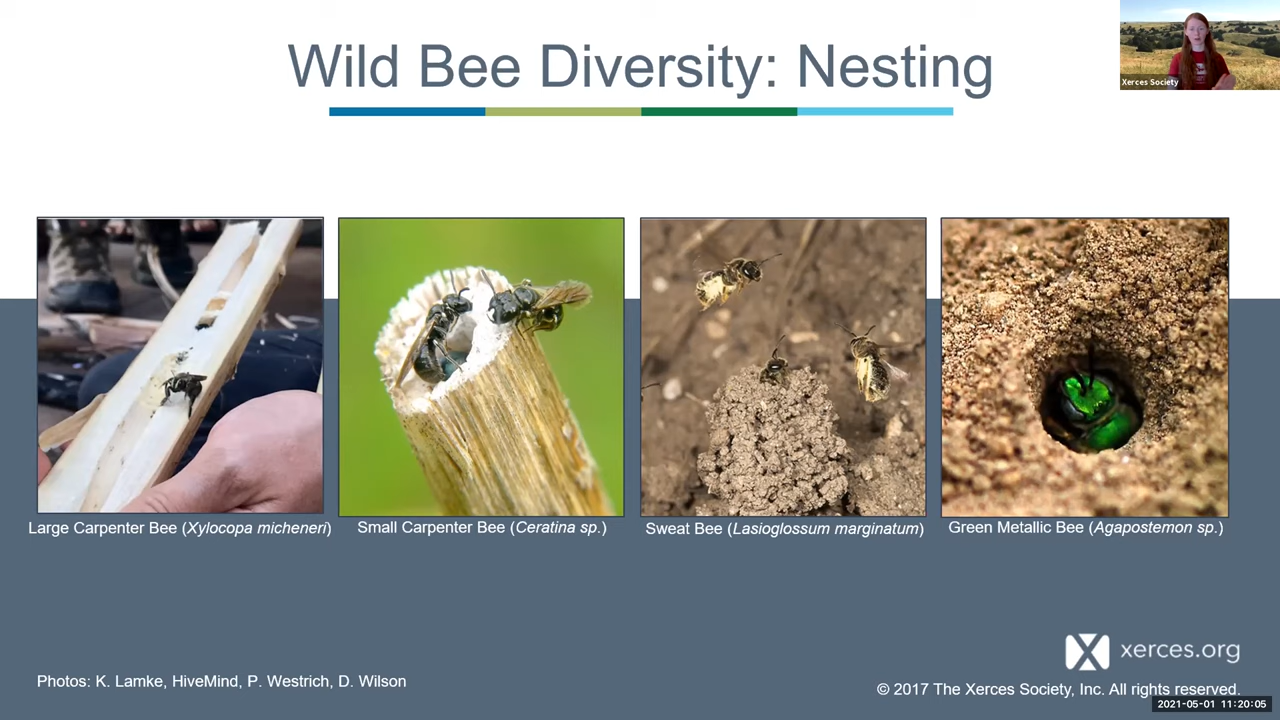 Wild Bee Diversity: Nesting
Xerces Society
Large Carpenter Bee (Xylocopa micheneri)
Small Carpenter Bee (Ceratina sp.)
Sweat Bee (Lasioglossum marginatum)
Green Metallic Bee (Agapostemon sp.)
xerces.org
Photos: K. Lamke, HiveMind, P. Westrich, D. Wilson
© 2017 The Xerces Society, Inc. All rights reserved.
2021-05-01 11:20:05